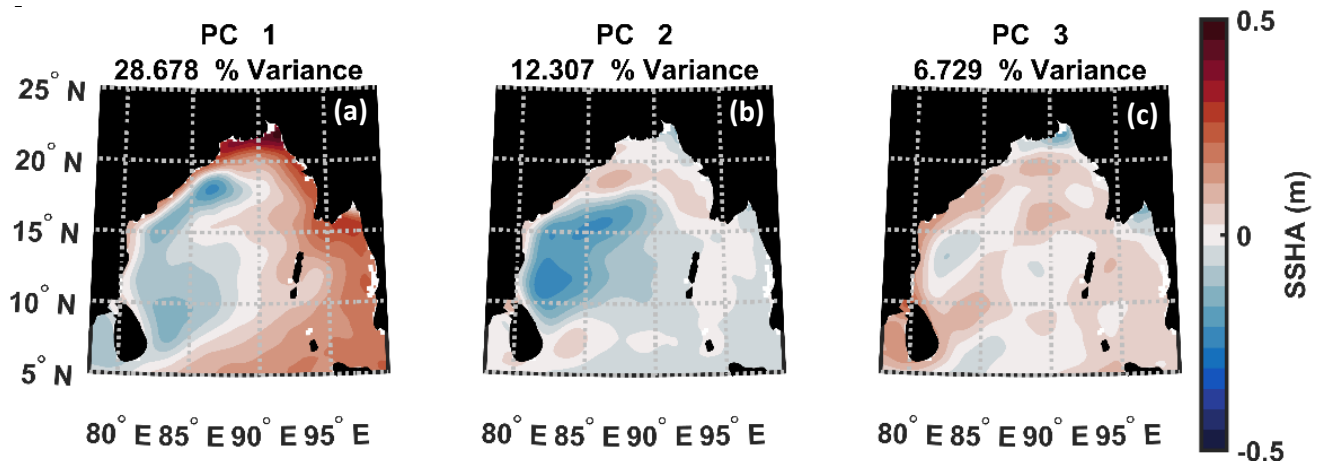 PC 1
28.678 % Variance
(a)
PC 2
12.307 % Variance
(b)
PC 3
6.729 % Variance
(c)
25° N
20° N
15° N
10° N
5° N
80° E 85° E 90° E 95° E
80° E 85° E 90° E 95° E
80° E 85° E 90° E 95° E
0.5
0
-0.5
SSHA (m)